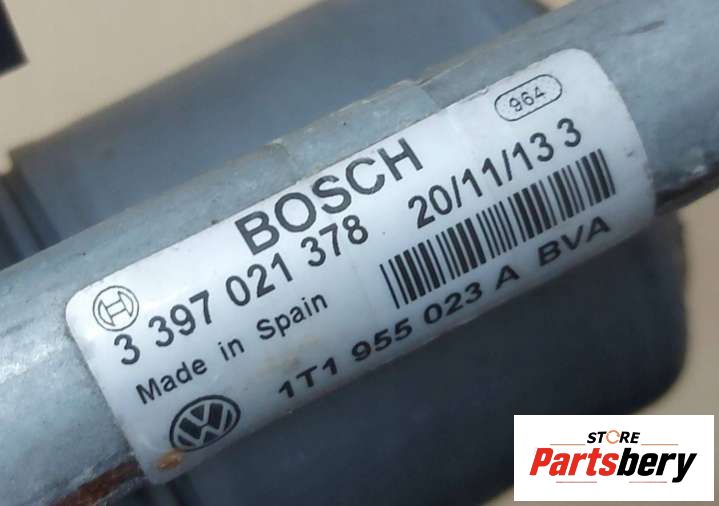 964
BOSCH
3 397 021 378 20/11/13 3
Made in Spain
1T1 955 023 A BVA
STORE
Partsbery